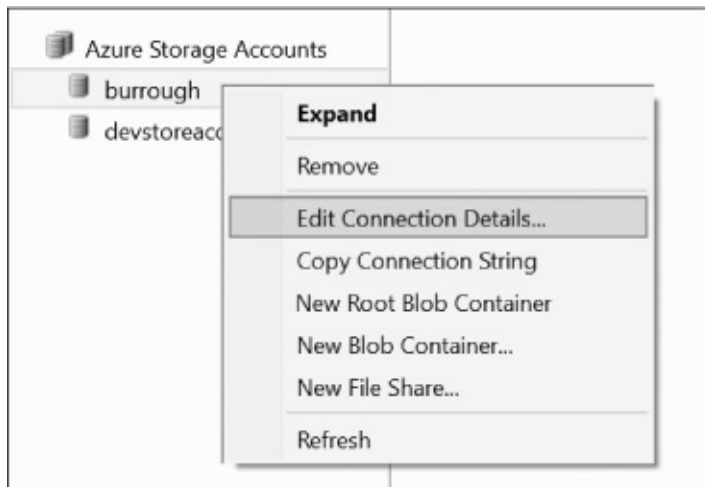 Azure Storage Accounts
burrough
devstoreacc
Expand
Remove
Edit Connection Details...
Copy Connection String
New Root Blob Container
New Blob Container...
New File Share...
Refresh